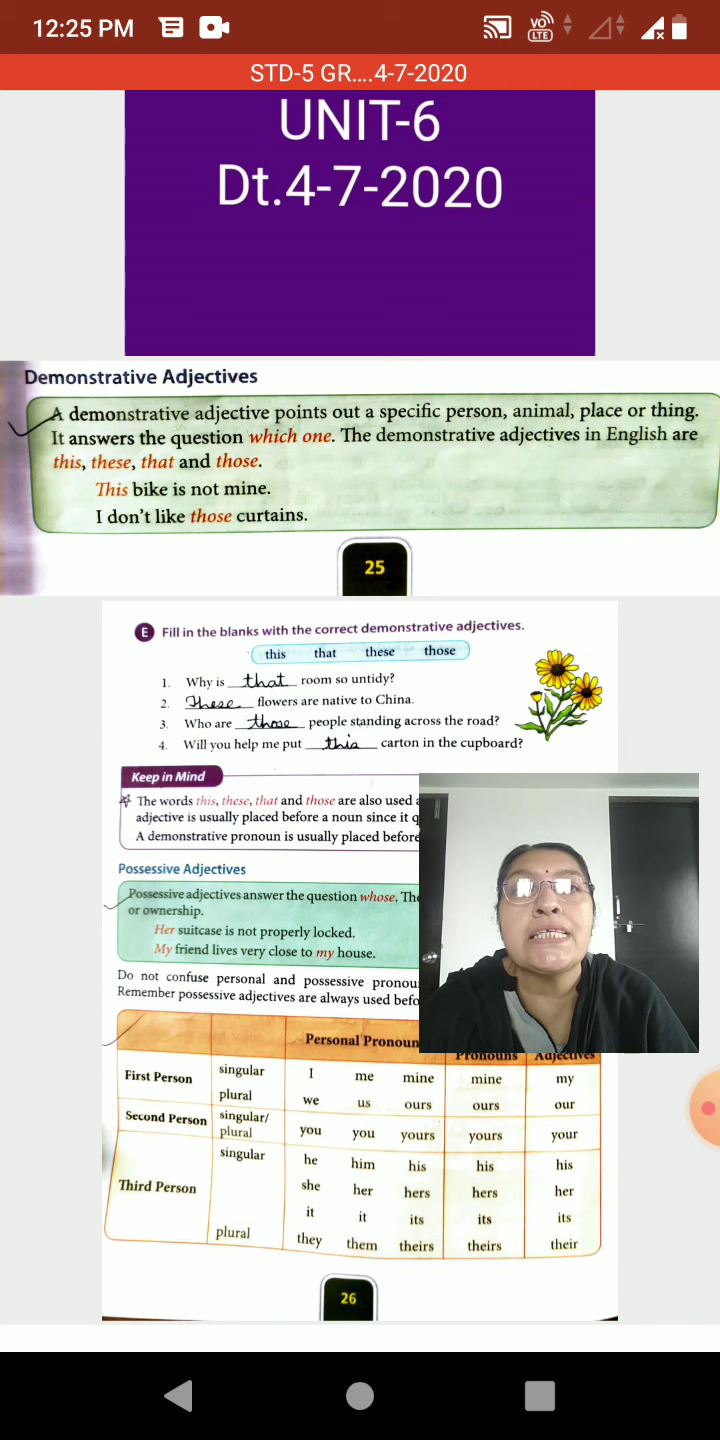 12:25 PM
VO LTE
STD-5 GR....4-7-2020
UNIT-6
Dt.4-7-2020
Demonstrative Adjectives
A demonstrative adjective points out a specific person, animal, place or thing.
It answers the question which one. The demonstrative adjectives in English are
this, these, that and those.
This bike is not mine.
I don't like those curtains.
25
E Fill in the blanks with the correct demonstrative adjectives.
this that these those
1. Why is that room so untidy?
2. These flowers are native to China.
3. Who are those people standing across the road?
4. Will you help me put this carton in the cupboard?
Keep in Mind
The words this, these, that and those are also used
adjective is usually placed before a noun since it
A demonstrative pronoun is usually placed before
Possessive Adjectives
Possessive adjectives answer the question whose.
or ownership.
Her suitcase is not properly locked.
My friend lives very close to my house.
Do not confuse personal and possessive
Remember possessive adjectives are always used
Personal Pronoun
Pronouns Adjectives
First Person singular I me mine mine my
plural we us ours ours our
Second Person singular/ plural you you yours yours your
Third Person singular he him his his his
she her hers hers her
it it its its its
plural they them theirs theirs their
26